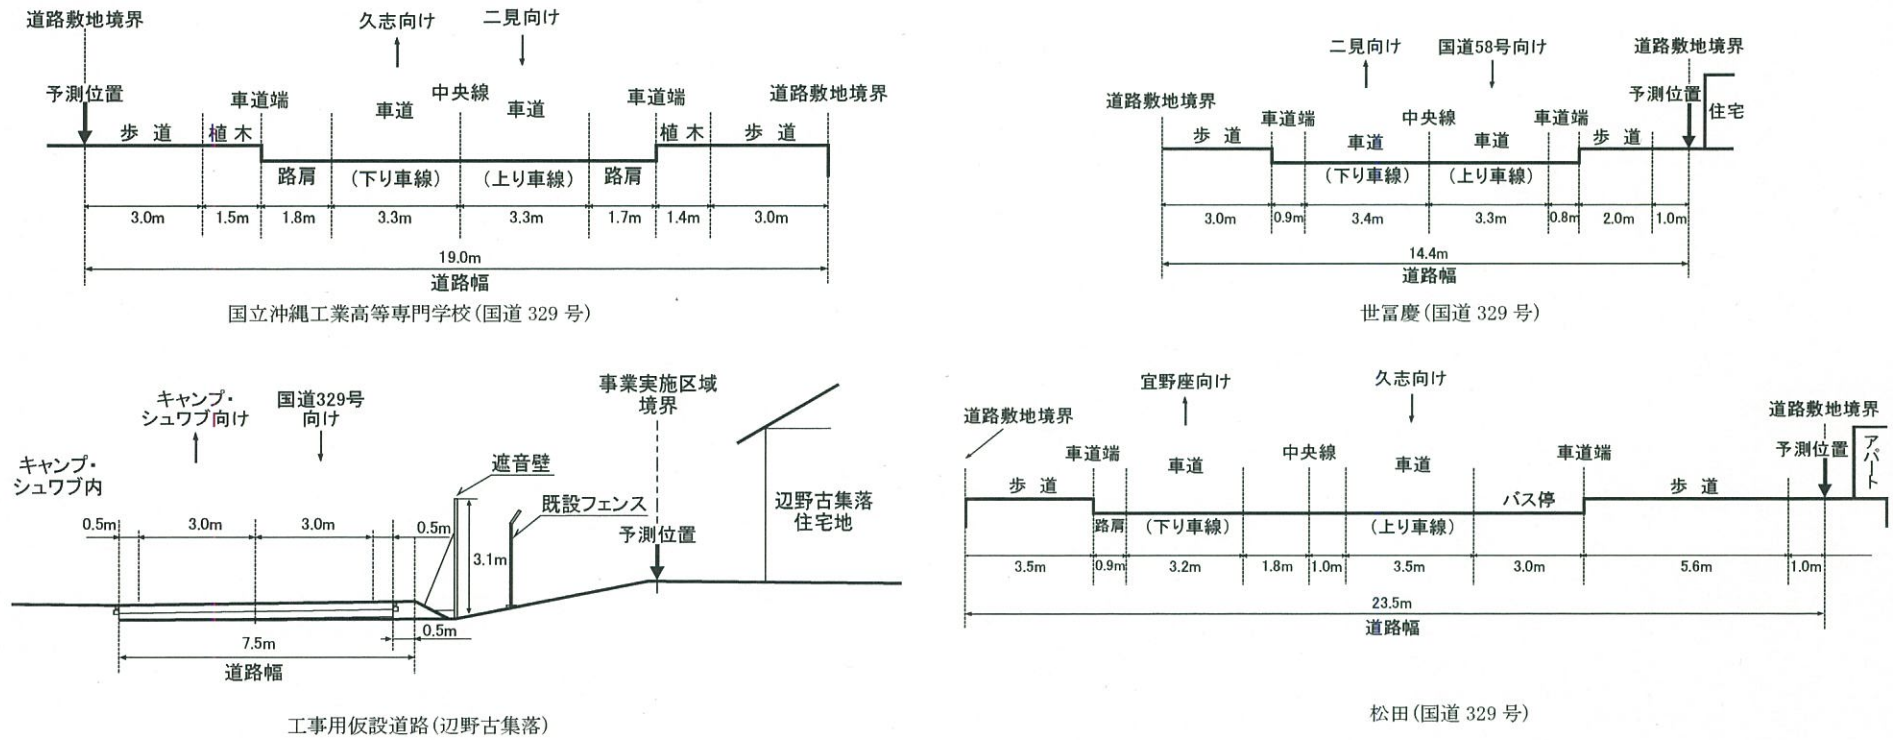 道路敷地境界
久志向け
二見向け
予測位置
車道端
車道
中央線
車道
車道端
道路敷地境界
歩 道
植 木
植 木
歩 道
路肩
(下り車線)
(上り車線)
路肩
3.0m
1.5m
1.8m
3.3m
3.3m
1.7m
1.4m
3.0m
19.0m
道路幅
国立沖縄工業高等専門学校(国道 329 号)
二見向け
国道58号向け
道路敷地境界
道路敷地境界
予測位置
住宅
車道端
中央線
車道端
歩 道
車道
車道
歩 道
(下り車線)
(上り車線)
3.0m
0.9m
3.4m
3.3m
0.8m
2.0m
1.0m
14.4m
道路幅
世冨慶(国道 329 号)
キャンプ・
シュワブ向け
国道329号
向け
事業実施区域
境界
キャンプ・
シュワブ内
遮音壁
既設フェンス
辺野古集落
住宅地
予測位置
0.5m
3.0m
3.0m
0.5m
3.1m
0.5m
7.5m
道路幅
工事用仮設道路(辺野古集落)
宜野座向け
久志向け
道路敷地境界
道路敷地境界
予測位置
アパート
車道端
車道
中央線
車道
車道端
歩 道
バス停
歩 道
路肩
(下り車線)
(上り車線)
3.5m
0.9m
3.2m
1.8m
1.0m
3.5m
3.0m
5.6m
1.0m
23.5m
道路幅
松田(国道 329 号)